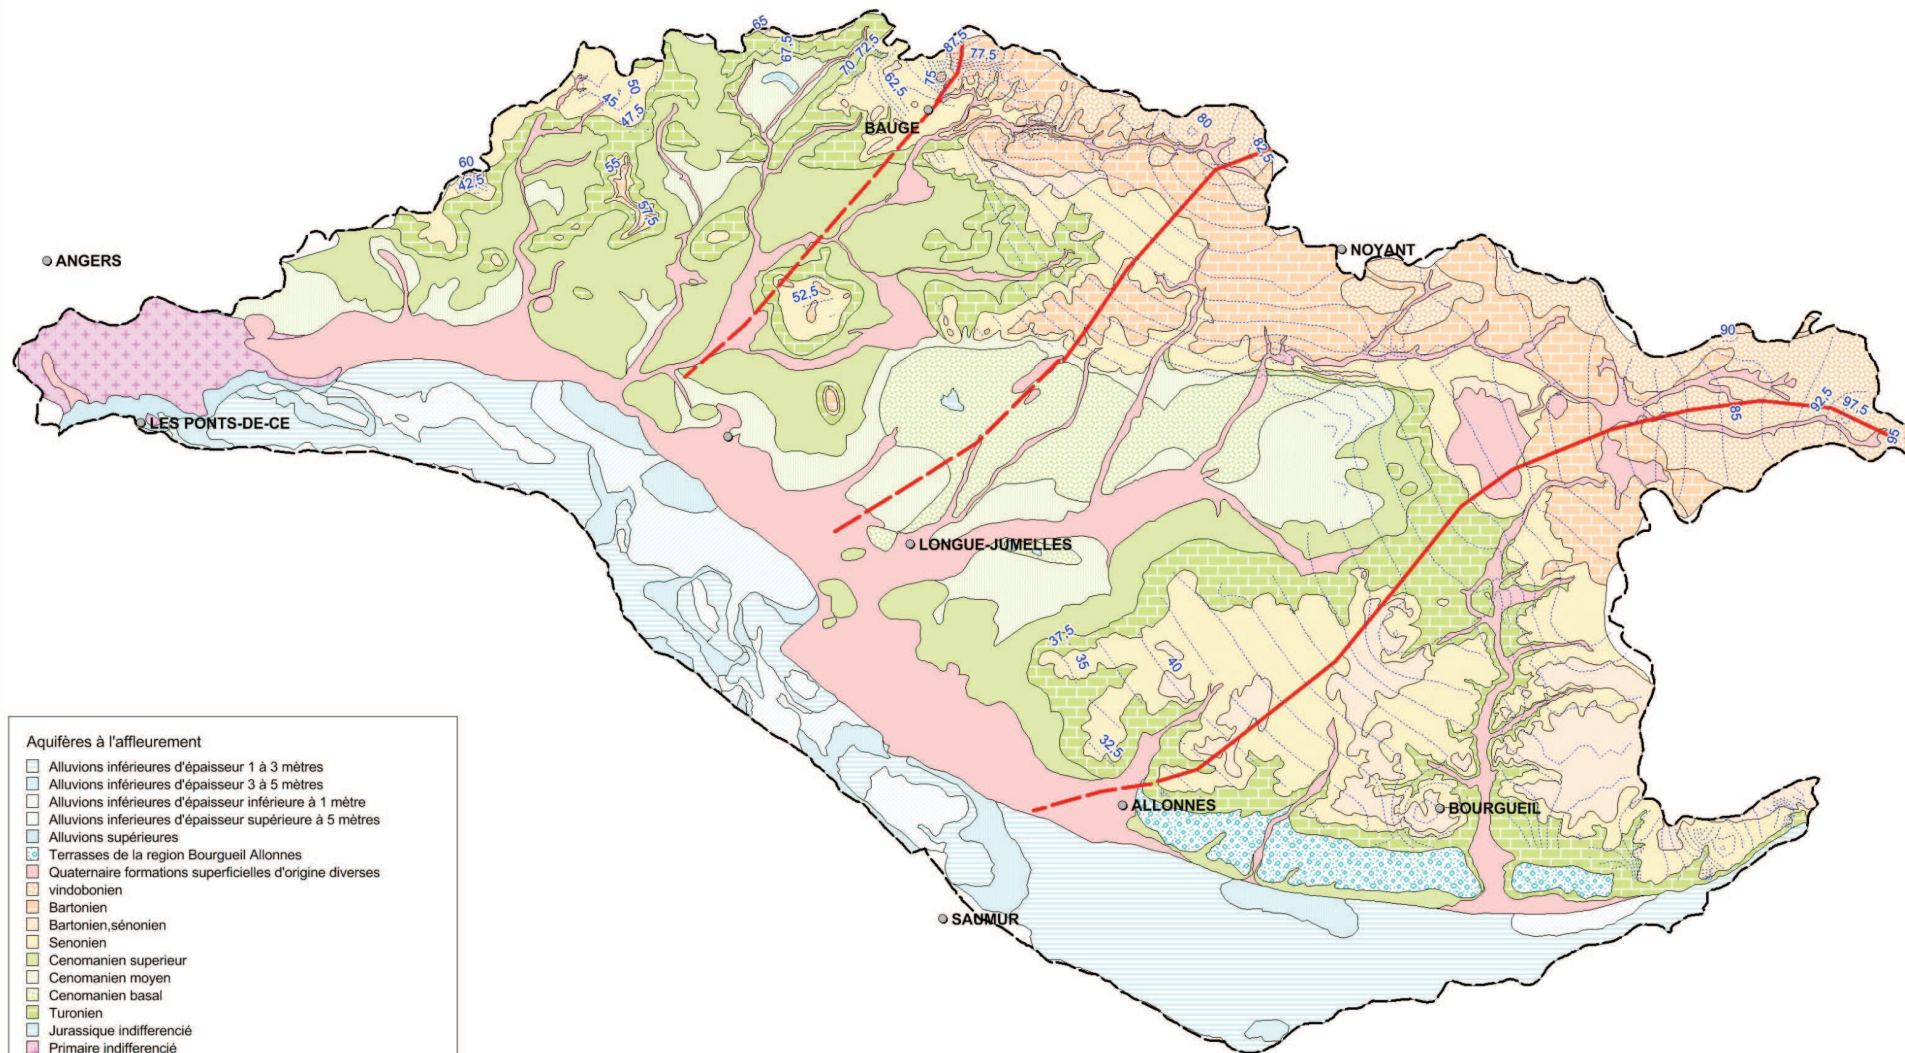 65
67,5
72,5
70
87,5
77,5
75
62,5
50
45
47,5
BAUGE
80
82,5
60
42,5
55
57,5
ANGERS
NOYANT
52,5
90
92,5
97,5
85
95
LES PONTS-DE-CE
LONGUE-JUMELLES
37,5
35
40
32,5
ALLONNES
BOURGUEIL
SAUMUR
Aquifères à l'affleurement
Alluvions inférieures d'épaisseur 1 à 3 mètres
Alluvions inférieures d'épaisseur 3 à 5 mètres
Alluvions inférieures d'épaisseur inférieure à 1 mètre
Alluvions inferieures d'épaisseur supérieure à 5 mètres
Alluvions supérieures
Terrasses de la region Bourgueil Allonnes
Quaternaire formations superficielles d'origine diverses
vindobonien
Bartonien
Bartonien,sénonien
Senonien
Cenomanien superieur
Cenomanien moyen
Cenomanien basal
Turonien
Jurassique indifferencié
Primaire indifferencié